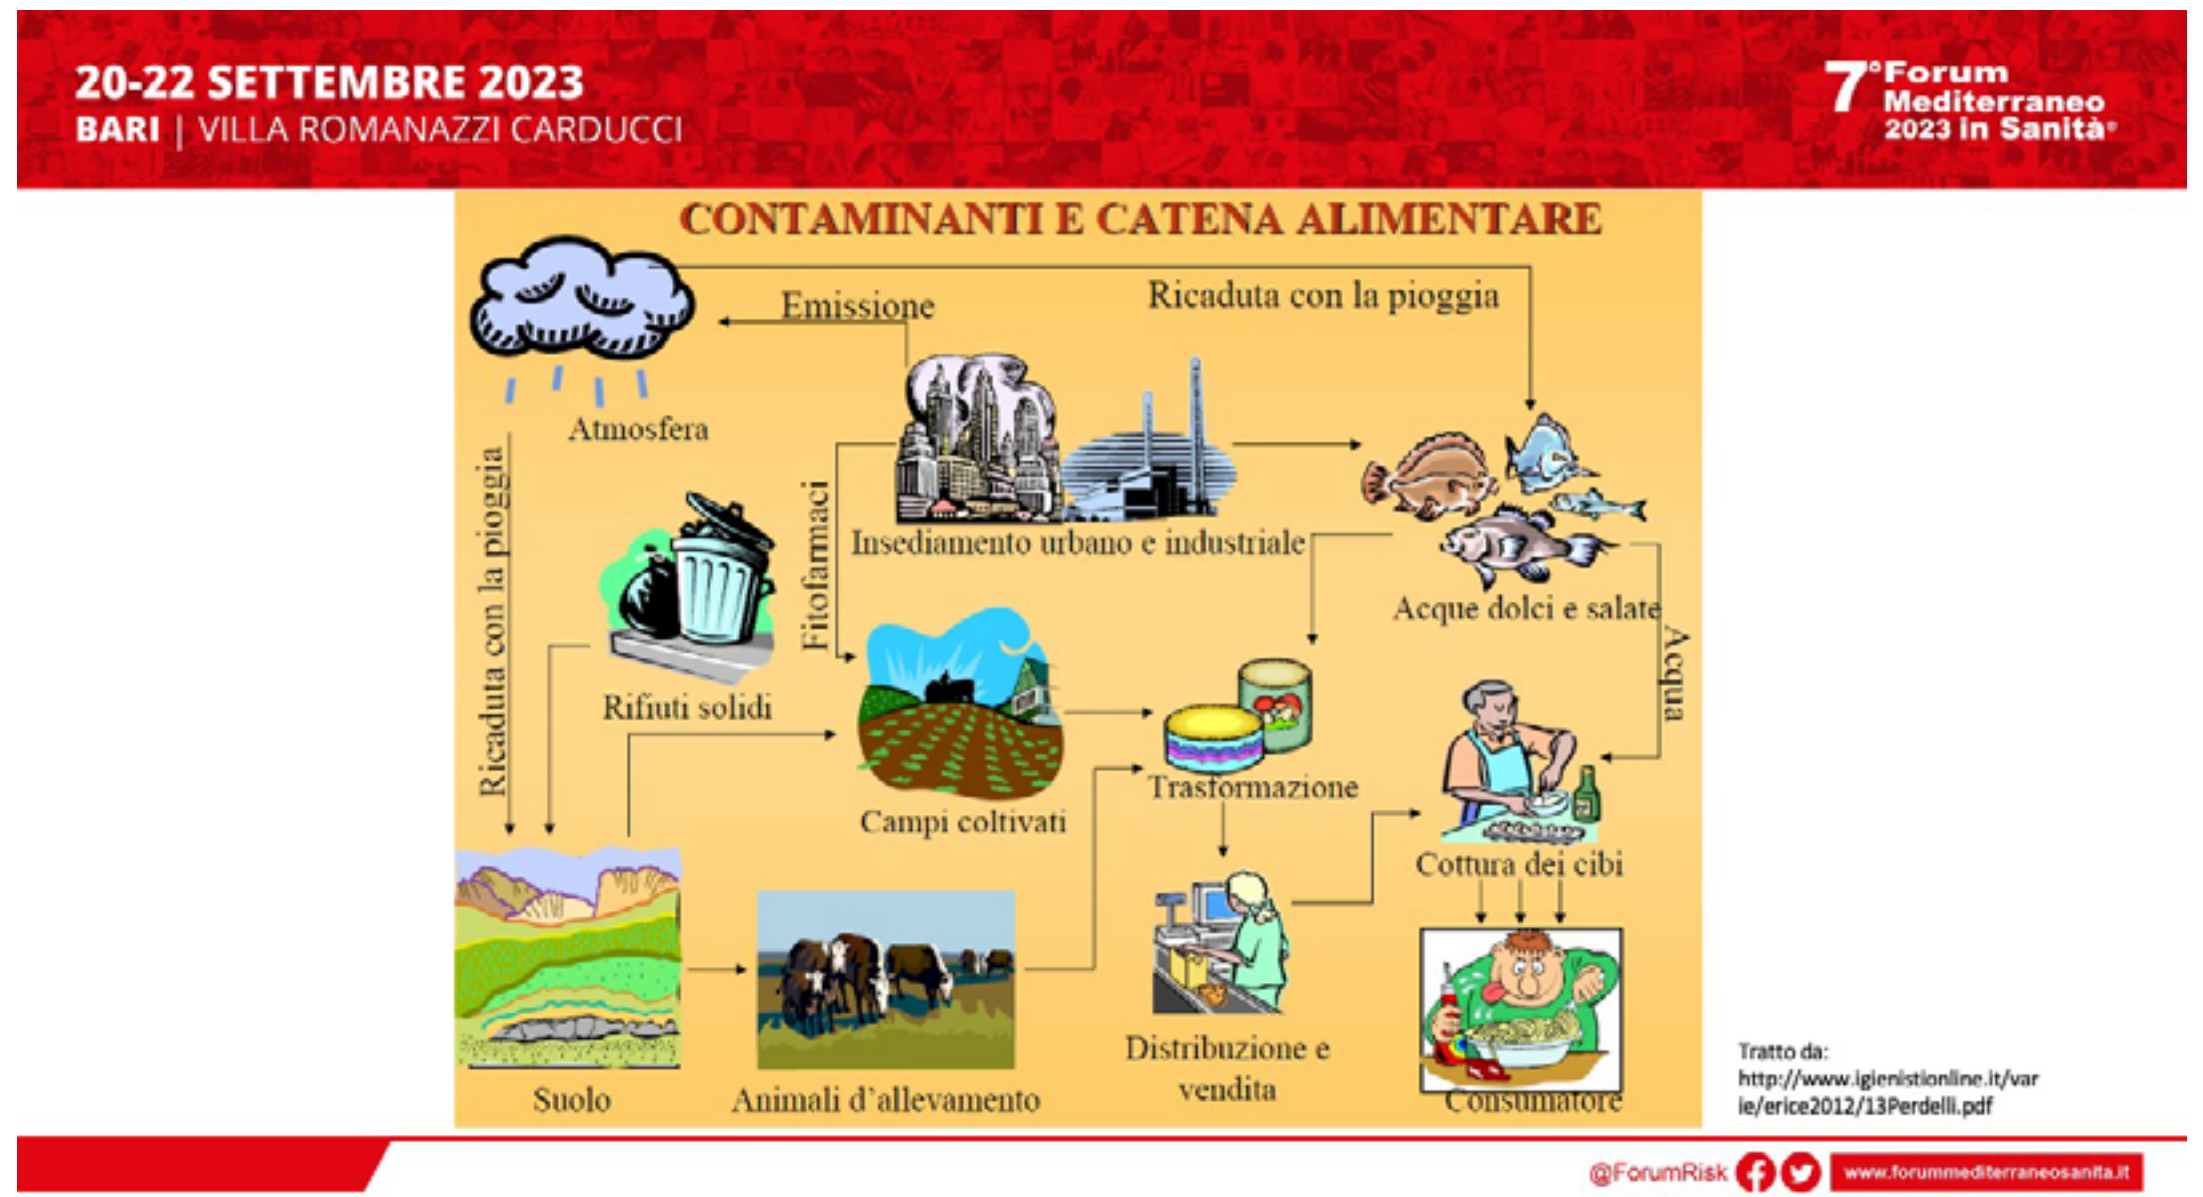 20-22 SETTEMBRE 2023
BARI | VILLA ROMANAZZI CARDUCCI
7° Forum
Mediterraneo
2023 in Sanità®
CONTAMINANTI E CATENA ALIMENTARE
Emissione
Ricaduta con la pioggia
Atmosfera
Ricaduta con la pioggia
Fitofarmaci
Insediamento urbano e industriale
Acque dolci e salate
Acqua
Rifiuti solidi
Trasformazione
Campi coltivati
Cottura dei cibi
Distribuzione e
vendita
Suolo
Animali d'allevamento
Consumatore
Tratto da:
http://www.igienistionline.it/var
ie/erice2012/13Perdelli.pdf
@ForumRisk
www.forummediterraneosanita.it